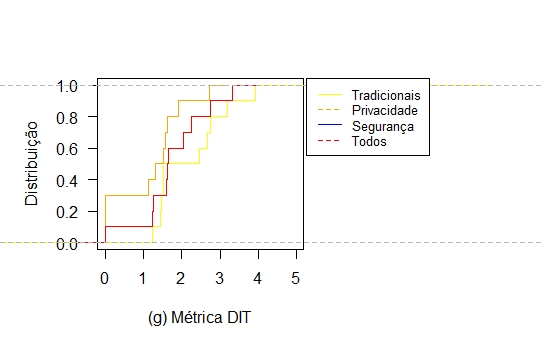 Distribuição
1.0
0.8
0.6
0.4
0.2
0.0
0 1 2 3 4 5
(g) Métrica DIT
Tradicionais
Privacidade
Segurança
Todos